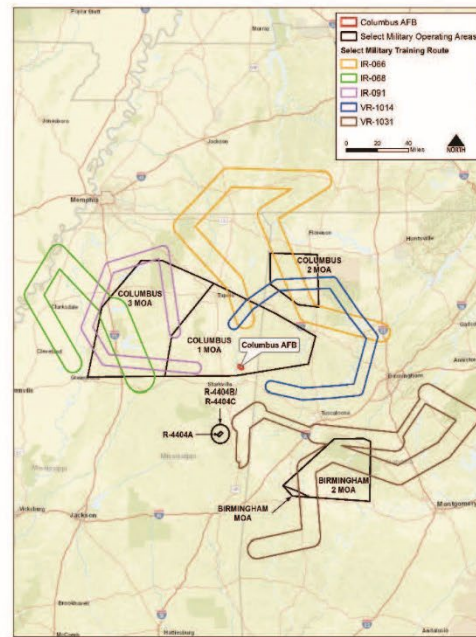 Columbus AFB
Select Military Operating Areas
Select Military Training Route
IR-066
IR-068
IR-091
VR-1014
VR-1031
0 20 40
Miles
NORTH
Jackson
Memphis
Florence
Huntsville
COLUMBUS
2 MOA
COLUMBUS
3 MOA
Tupelo
Clarksdale
Cleveland
COLUMBUS
1 MOA
Columbus AFB
Starkville
Birmingham
R-4404B/
R-4404C
Tuscaloosa
R-4404A
Mississippi
BIRMINGHAM
2 MOA
BIRMINGHAM
MOA
Vicksburg
Jackson
Montgomery
Brookhaven
McComb
Hattiesburg